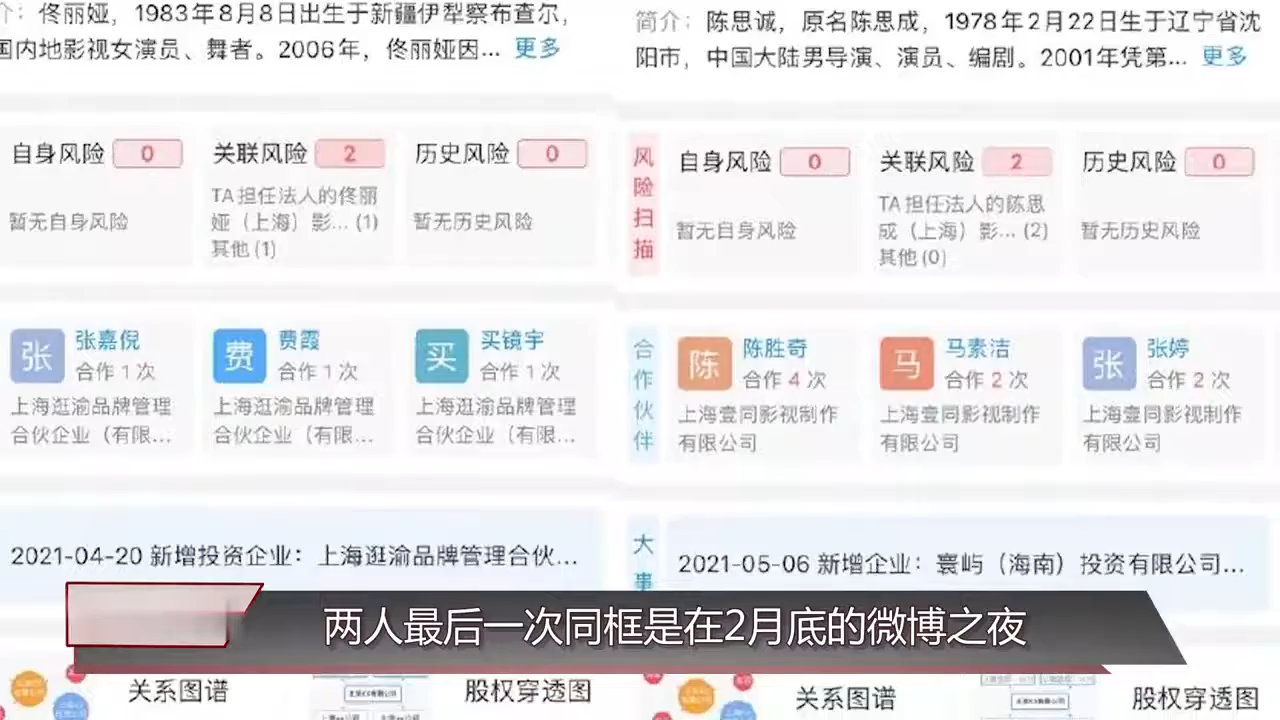 介：佟丽娅，1983年8月8日出生于新疆伊犁察布查尔，
国内地影视女演员、舞者。2006年，佟丽娅因... 更多
自身风险 0
暂无自身风险
关联风险 2
TA担任法人的佟丽
娅（上海）影... (1)
其他 (1)
历史风险 0
暂无历史风险
张 张嘉倪
合作 1 次
上海逛渝品牌管理
合伙企业（有限...
费 费霞
合作 1 次
上海逛渝品牌管理
合伙企业（有限...
买 买镜宇
合作 1 次
上海逛渝品牌管理
合伙企业（有限...
2021-04-20 新增投资企业：上海逛渝品牌管理合伙...
关系图谱
股权穿透图
简介：陈思诚，原名陈思成，1978年2月22日生于辽宁省沈
阳市，中国大陆男导演、演员、编剧。2001年凭第... 更多
风险扫描
自身风险 0
暂无自身风险
关联风险 2
TA担任法人的陈思
成（上海）影... (2)
其他 (0)
历史风险 0
暂无历史风险
合作伙伴
陈 陈胜奇
合作 4 次
上海壹同影视制作
有限公司
马 马素洁
合作 2 次
上海壹同影视制作
有限公司
张 张婷
合作 2 次
上海壹同影视制作
有限公司
大事
2021-05-06 新增企业：寰屿（海南）投资有限公司...
关系图谱
股权穿透图
两人最后一次同框是在2月底的微博之夜